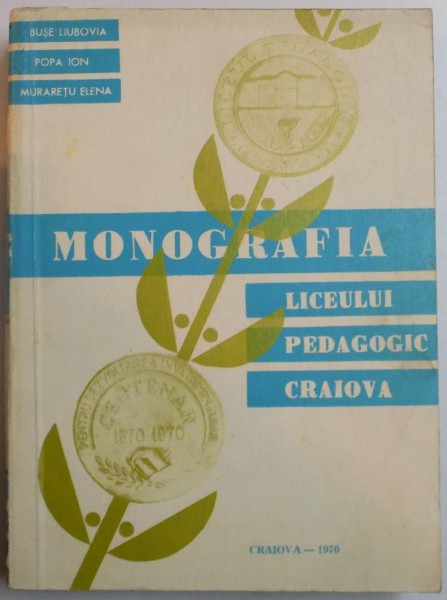 BUȘE LIUBOVIA
POPA ION
MURAREȚU ELENA
MONOGRAFIA
LICEULUI
PEDAGOGIC
CRAIOVA
CENTENAR
1870 1970
CRAIOVA — 1970